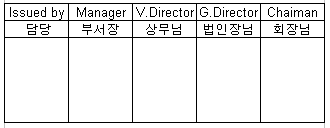 Issued by Manager V.Director G.Director Chaiman
담당 부서장 상무님 법인장님 회장님